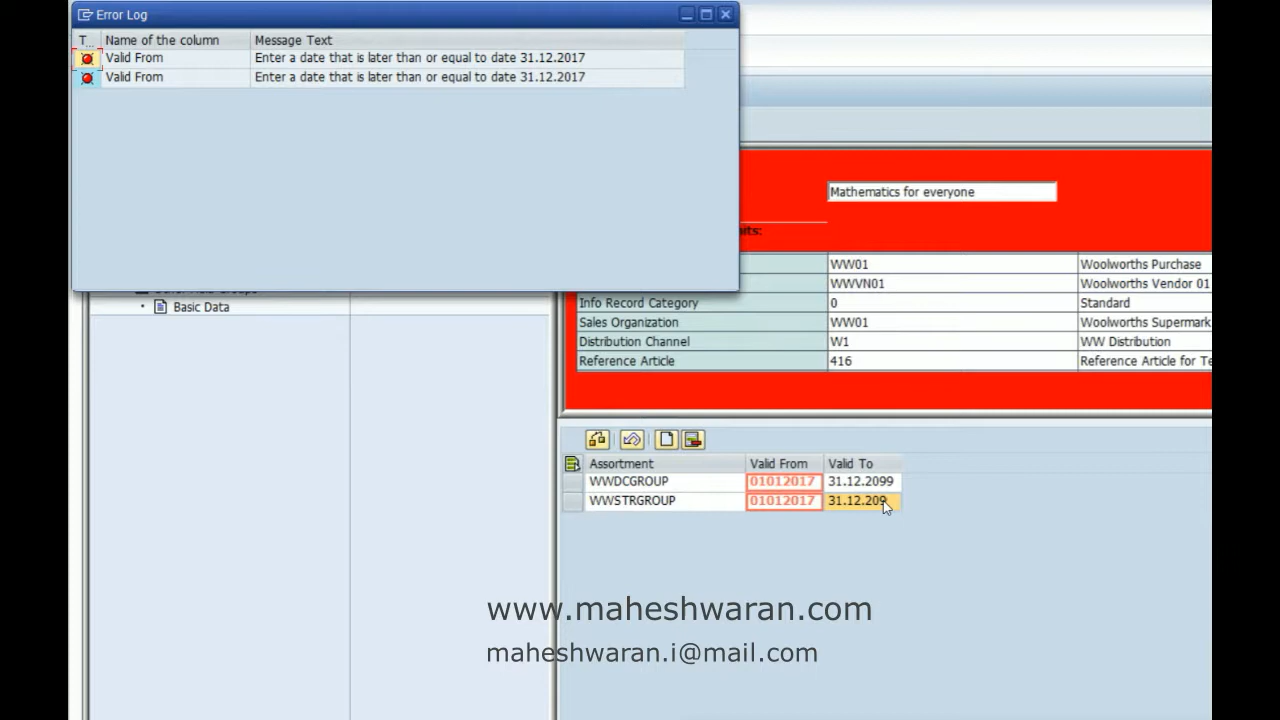 Error Log
T... Name of the column Message Text
Valid From Enter a date that is later than or equal to date 31.12.2017
Valid From Enter a date that is later than or equal to date 31.12.2017
Mathematics for everyone
WW01 Woolworths Purchase
WWVN01 Woolworths Vendor 01
Info Record Category 0 Standard
Sales Organization WW01 Woolworths Supermark
Distribution Channel W1 WW Distribution
Reference Article 416 Reference Article for Te
Basic Data
Assortment Valid From Valid To
WWDCGROUP 01012017 31.12.2099
WWSTRGROUP 01012017 31.12.209
www.maheshwaran.com
maheshwaran.i@mail.com